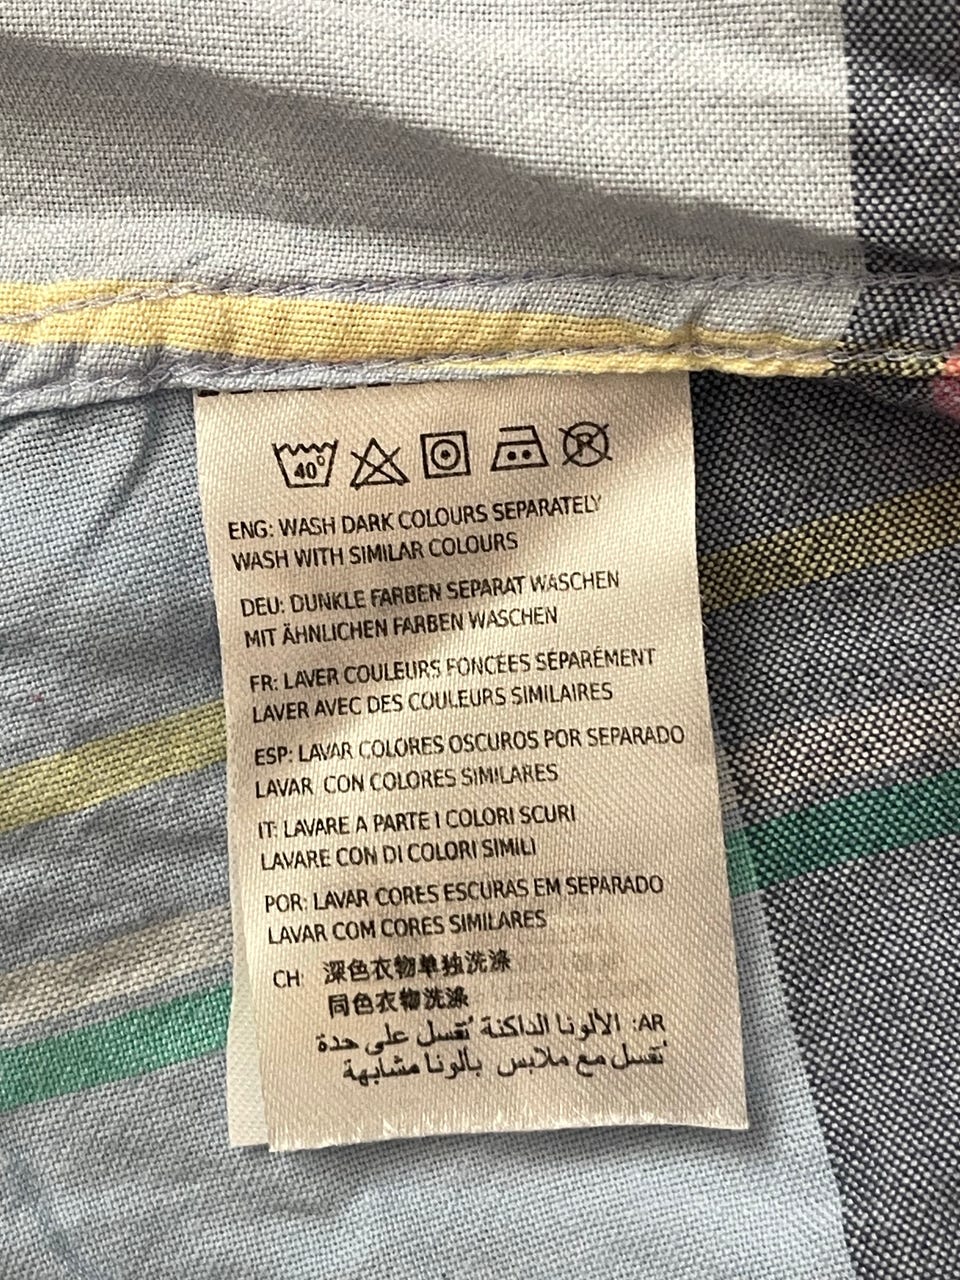 40°
P
ENG: WASH DARK COLOURS SEPARATELY
WASH WITH SIMILAR COLOURS
DEU: DUNKLE FARBEN SEPARAT WASCHEN
MIT ÄHNLICHEN FARBEN WASCHEN
FR: LAVER COULEURS FONCÉES SÉPARÉMENT
LAVER AVEC DES COULEURS SIMILAIRES
ESP: LAVAR COLORES OSCUROS POR SEPARADO
LAVAR CON COLORES SIMILARES
IT: LAVARE A PARTE I COLORI SCURI
LAVARE CON DI COLORI SIMILI
POR: LAVAR CORES ESCURAS EM SEPARADO
LAVAR COM CORES SIMILARES
CH: 深色衣物单独洗涤
同色衣物洗涤
AR: الالونا الداكنة ُتغسل على حدة
ُتغسل مع ملابس بألونا مشابهة